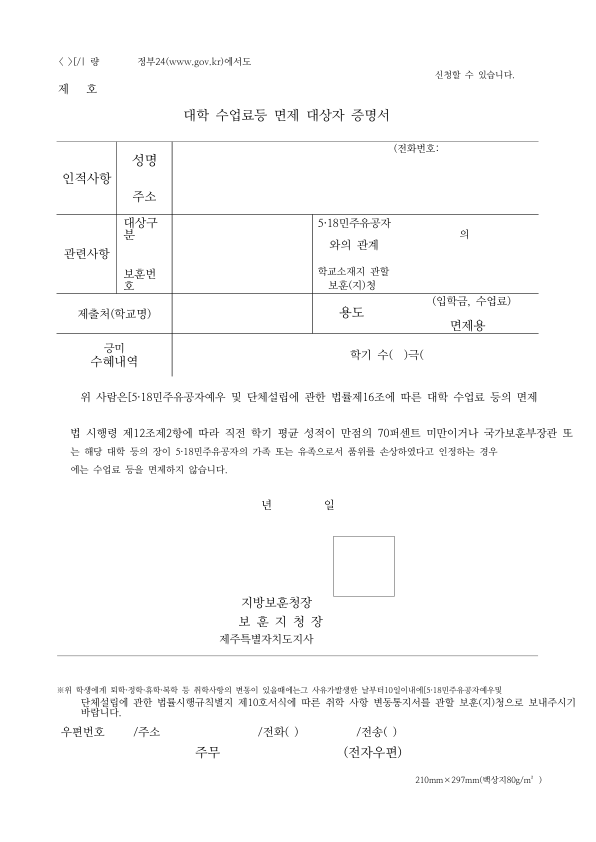 〈 〉[/| 량 정부24(www.gov.kr)에서도
신청할 수 있습니다.
제 호
대학 수업료등 면제 대상자 증명서
인적사항 성명 (전화번호:
주소
관련사항 대상구분 5·18민주유공자와의 관계 의
보훈번호 학교소재지 관할 보훈(지)청
제출처(학교명) 용도 (입학금, 수업료)
면제용
긍미
수혜내역 학기 수( )극(
위 사람은[5·18민주유공자예우 및 단체설립에 관한 법률제16조에 따른 대학 수업료 등의 면제
법 시행령 제12조제2항에 따라 직전 학기 평균 성적이 만점의 70퍼센트 미만이거나 국가보훈부장관 또
는 해당 대학 등의 장이 5·18민주유공자의 가족 또는 유족으로서 품위를 손상하였다고 인정하는 경우
에는 수업료 등을 면제하지 않습니다.
년 일
지방보훈청장
보 훈 지 청 장
제주특별자치도지사
※위 학생에게 퇴학·정학·휴학·복학 등 취학사항의 변동이 있을때에는그 사유가발생한 날부터10일이내에[5·18민주유공자예우및
단체설립에 관한 법률시행규칙별지 제10호서식에 따른 취학 사항 변동통지서를 관할 보훈(지)청으로 보내주시기
바랍니다.
우편번호 /주소 /전화( ) /전송( )
주무 (전자우편)
210mm×297mm(백상지80g/㎡ )